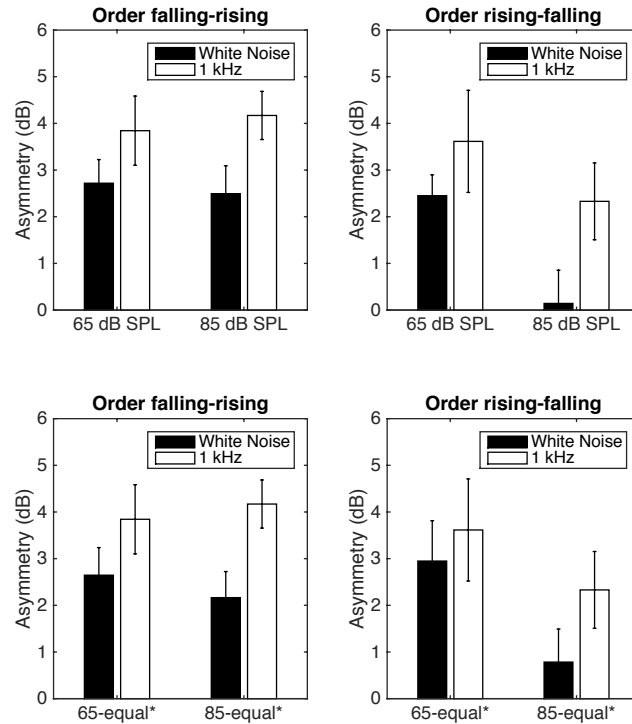 Order falling-rising
White Noise
1 kHz
Asymmetry (dB)
6
5
4
3
2
1
0
65 dB SPL 85 dB SPL
Order rising-falling
White Noise
1 kHz
Asymmetry (dB)
6
5
4
3
2
1
0
65 dB SPL 85 dB SPL
Order falling-rising
White Noise
1 kHz
Asymmetry (dB)
6
5
4
3
2
1
0
65-equal* 85-equal*
Order rising-falling
White Noise
1 kHz
Asymmetry (dB)
6
5
4
3
2
1
0
65-equal* 85-equal*